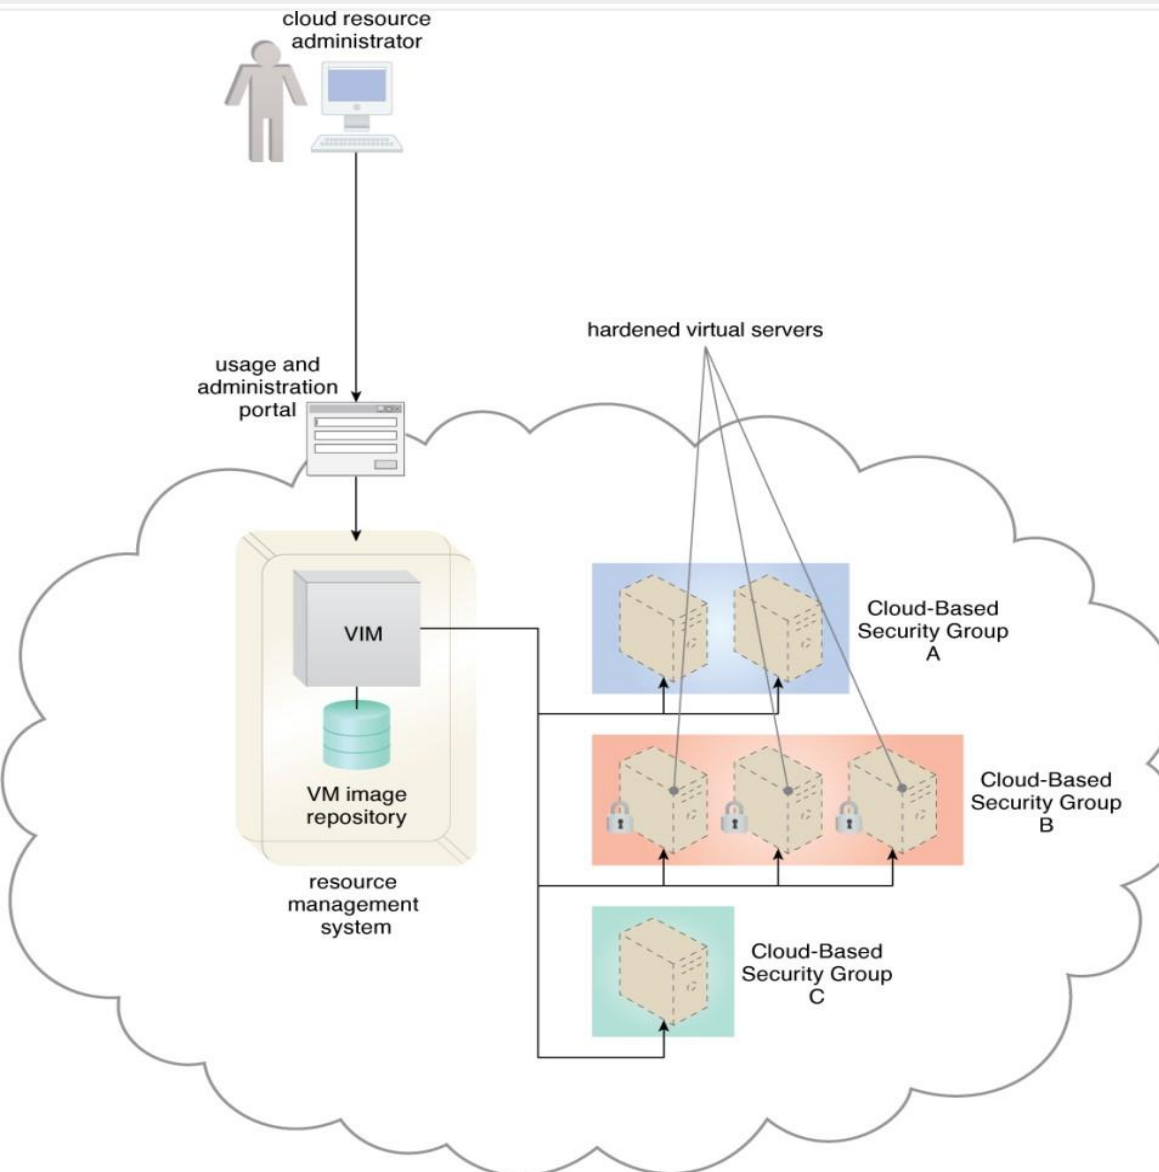 cloud resource
administrator
hardened virtual servers
usage and
administration
portal
VIM
VM image
repository
resource
management
system
Cloud-Based
Security Group
A
Cloud-Based
Security Group
B
Cloud-Based
Security Group
C